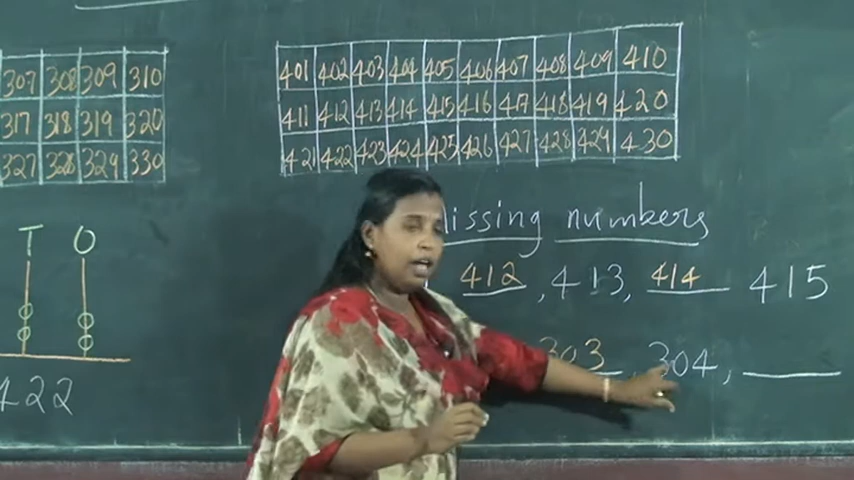 307 308 309 310
317 318 319 320
327 328 329 330
401 402 403 404 405 406 407 408 409 410
411 412 413 414 415 416 417 418 419 420
421 422 423 424 425 426 427 428 429 430
T O
422
numbers
412, 413, 414 415
303, 304, ____